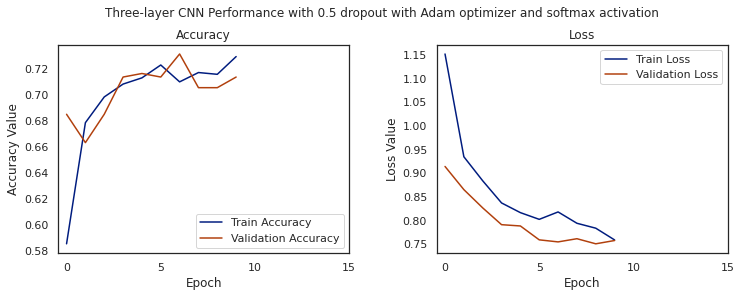 Three-layer CNN Performance with 0.5 dropout with Adam optimizer and softmax activation
Accuracy
Accuracy Value
0.72
0.70
0.68
0.66
0.64
0.62
0.60
0.58
0
5
10
15
Epoch
Train Accuracy
Validation Accuracy
Loss
Loss Value
1.15
1.10
1.05
1.00
0.95
0.90
0.85
0.80
0.75
0
5
10
15
Epoch
Train Loss
Validation Loss